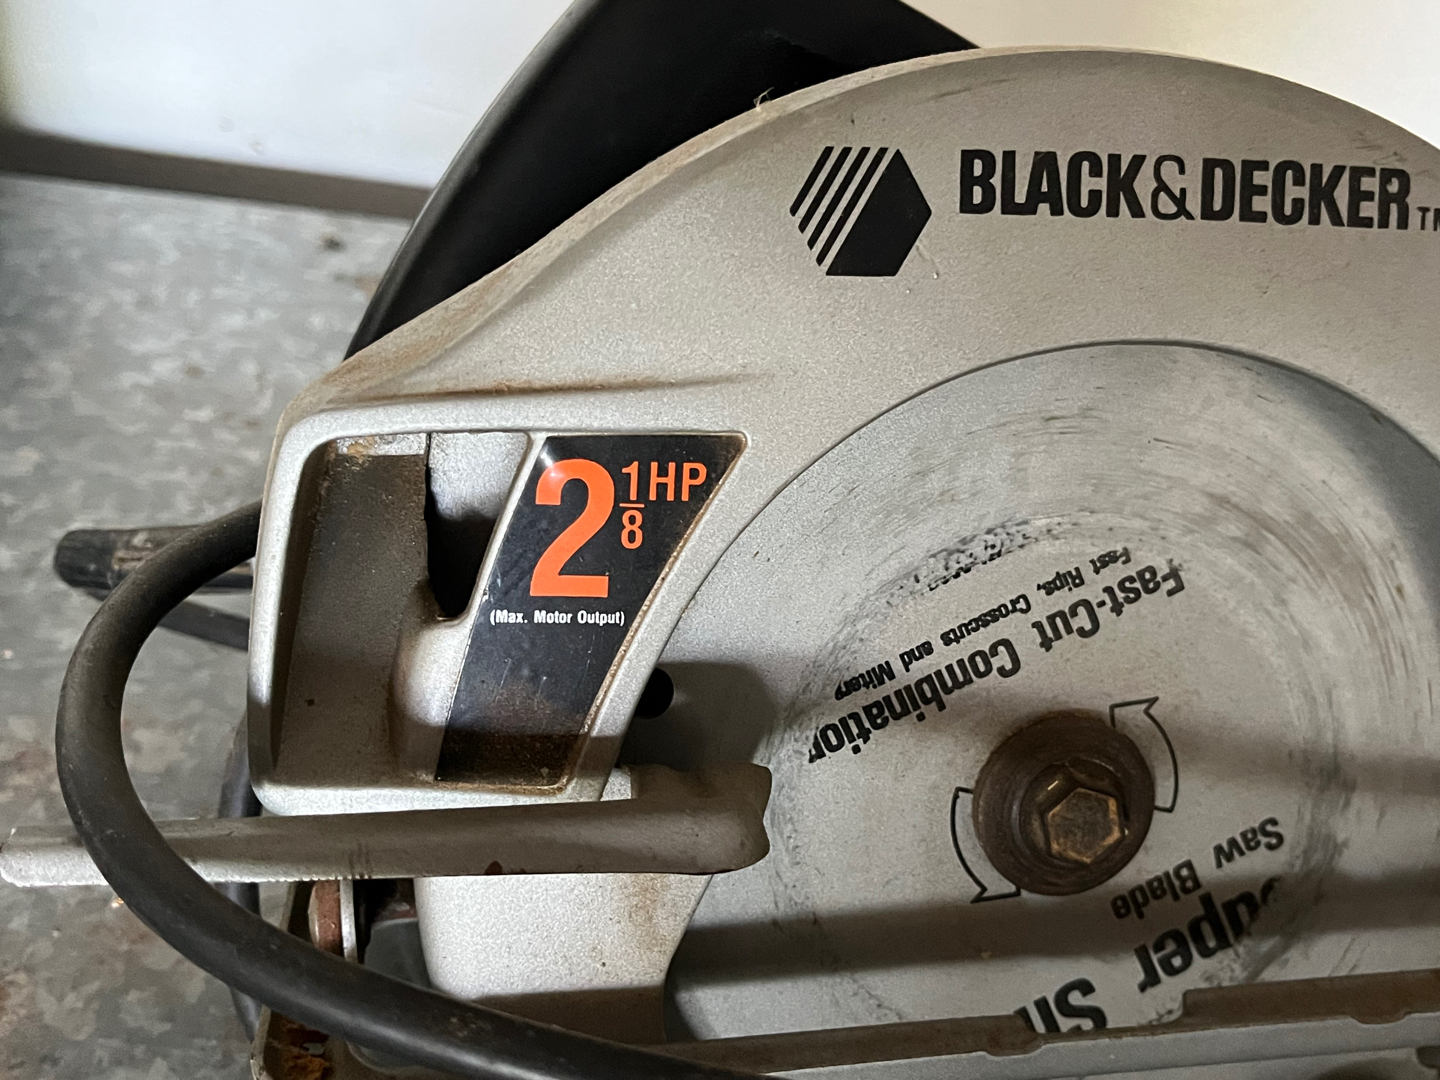 BLACK&DECKER
2 1/8 HP
(Max. Motor Output)
Fast Rips, Crosscuts and Miters
Fast-Cut Combination
Saw Blade